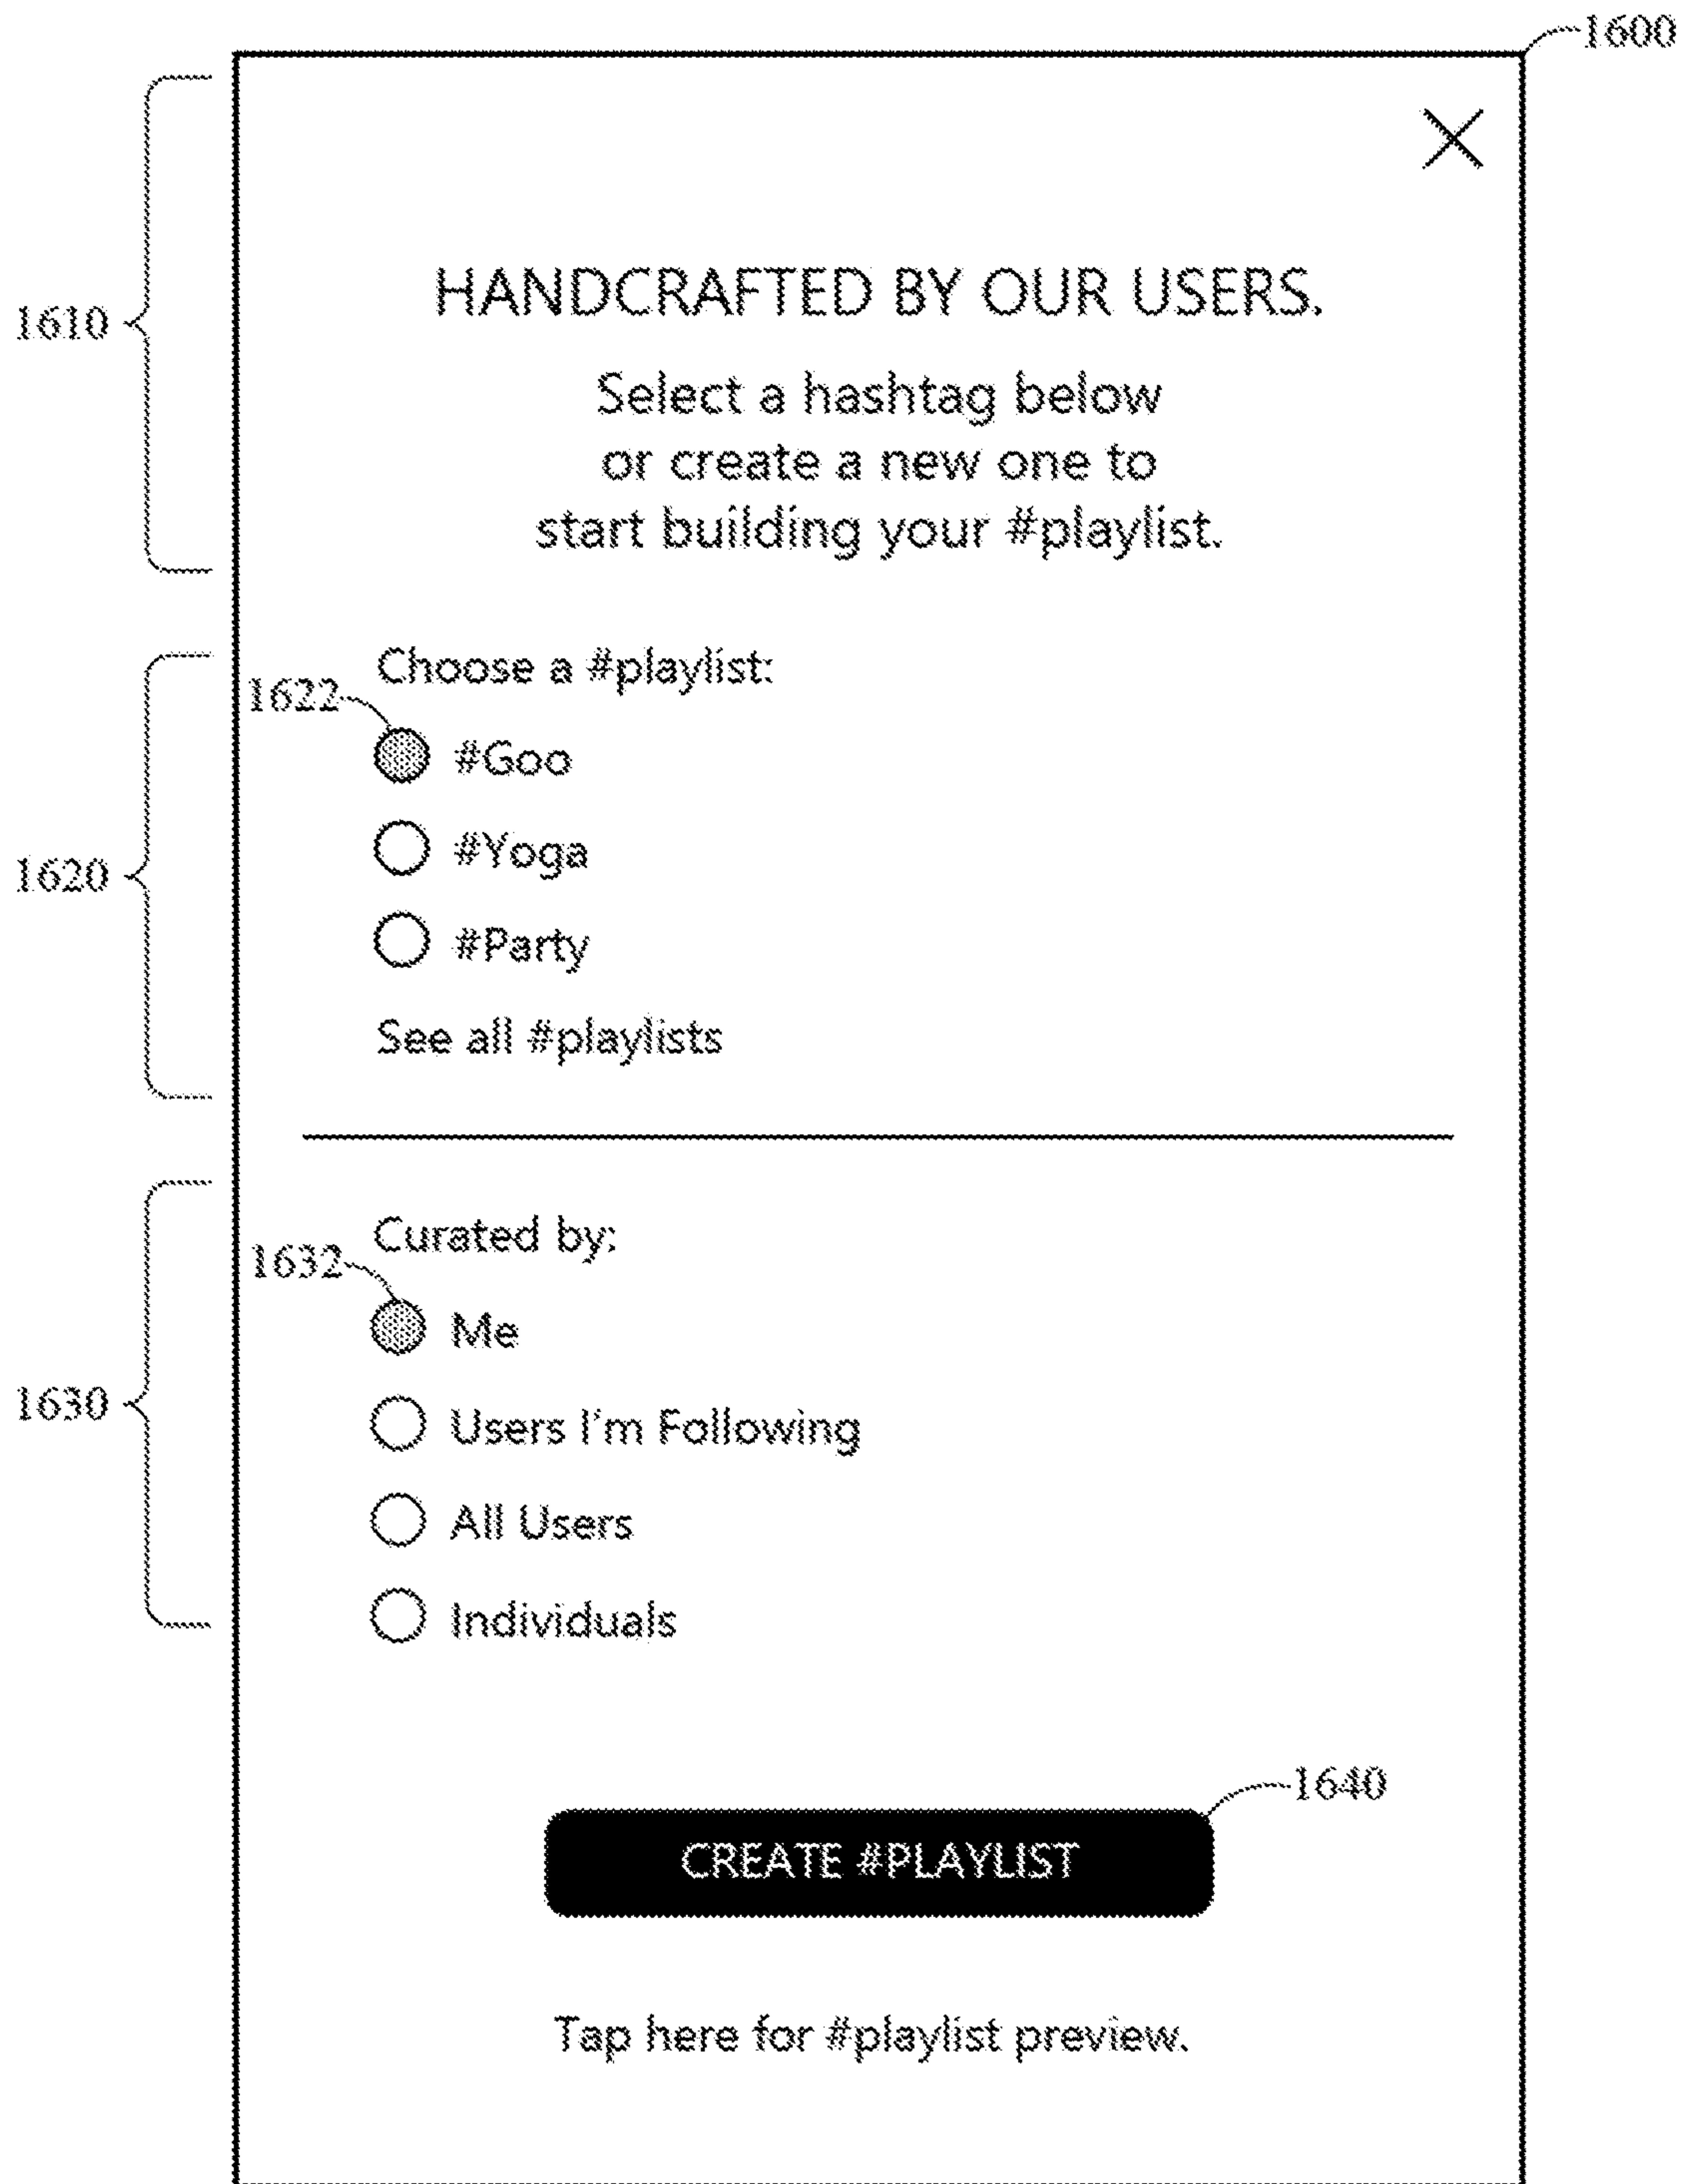 1600
1610
HANDCRAFTED BY OUR USERS.
Select a hashtag below
or create a new one to
start building your #playlist.
1620
Choose a #playlist:
1622
#Goo
#Yoga
#Party
See all #playlists
1630
Curated by:
1632
Me
Users I'm Following
All Users
Individuals
1640
CREATE #PLAYLIST
Tap here for #playlist preview.